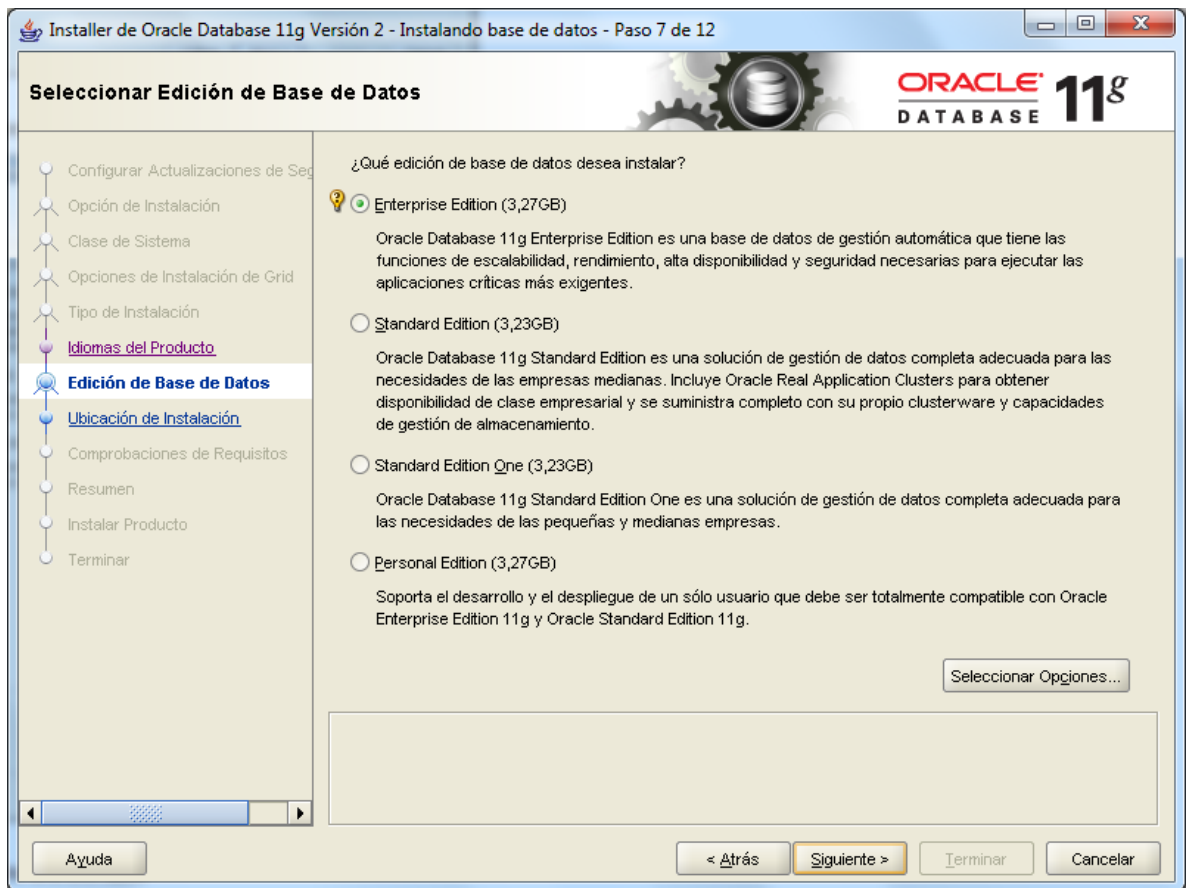 Installer de Oracle Database 11g Versión 2 - Instalando base de datos - Paso 7 de 12
Seleccionar Edición de Base de Datos
ORACLE
DATABASE
11g
Configurar Actualizaciones de Seg
Opción de Instalación
Clase de Sistema
Opciones de Instalación de Grid
Tipo de Instalación
Idiomas del Producto
Edición de Base de Datos
Ubicación de Instalación
Comprobaciones de Requisitos
Resumen
Instalar Producto
Terminar
¿Qué edición de base de datos desea instalar?
Enterprise Edition (3,27GB)
Oracle Database 11g Enterprise Edition es una base de datos de gestión automática que tiene las
funciones de escalabilidad, rendimiento, alta disponibilidad y seguridad necesarias para ejecutar las
aplicaciones críticas más exigentes.
Standard Edition (3,23GB)
Oracle Database 11g Standard Edition es una solución de gestión de datos completa adecuada para las
necesidades de las empresas medianas. Incluye Oracle Real Application Clusters para obtener
disponibilidad de clase empresarial y se suministra completo con su propio clusterware y capacidades
de gestión de almacenamiento.
Standard Edition One (3,23GB)
Oracle Database 11g Standard Edition One es una solución de gestión de datos completa adecuada para
las necesidades de las pequeñas y medianas empresas.
Personal Edition (3,27GB)
Soporta el desarrollo y el despliegue de un sólo usuario que debe ser totalmente compatible con Oracle
Enterprise Edition 11g y Oracle Standard Edition 11g.
Seleccionar Opciones...
Ayuda
< Atrás
Siguiente >
Terminar
Cancelar